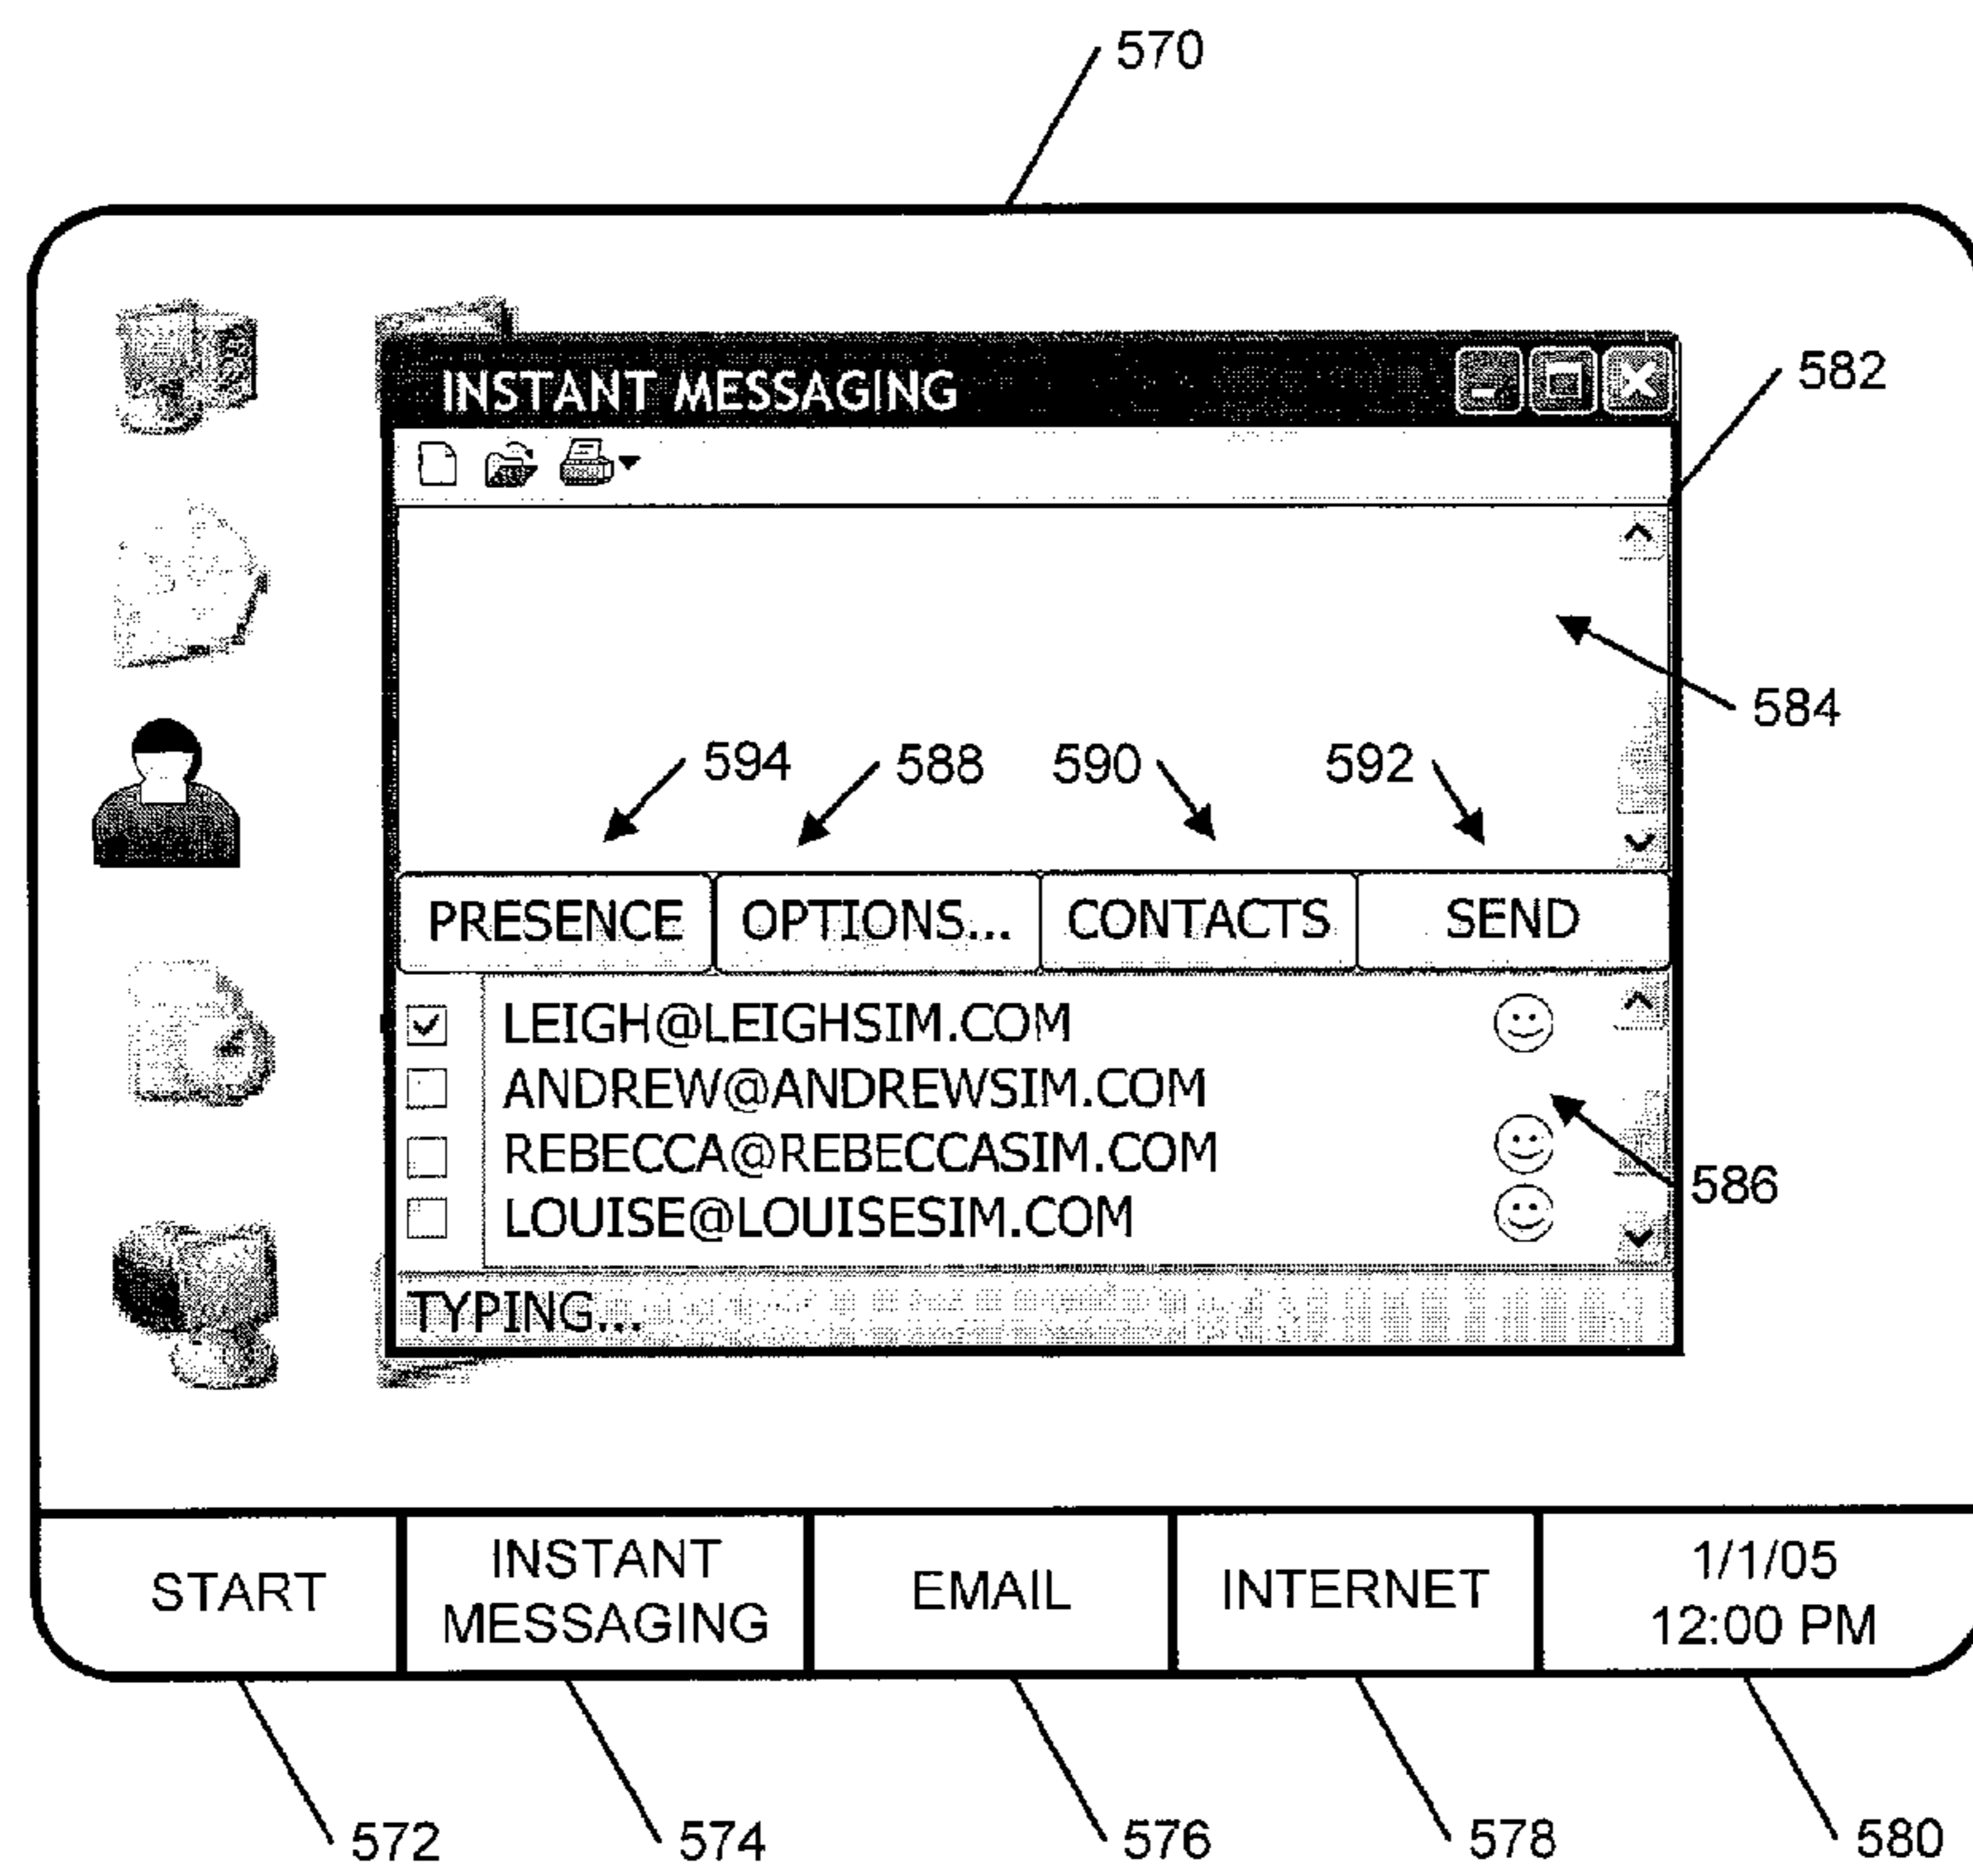 570
INSTANT MESSAGING
582
584
594 588 590 592
PRESENCE OPTIONS... CONTACTS SEND
LEIGH@LEIGHSIM.COM
ANDREW@ANDREWSIM.COM
REBECCA@REBECCASIM.COM
586
LOUISE@LOUISESIM.COM
TYPING...
START INSTANT MESSAGING EMAIL INTERNET 1/1/05 12:00 PM
572 574 576 578 580